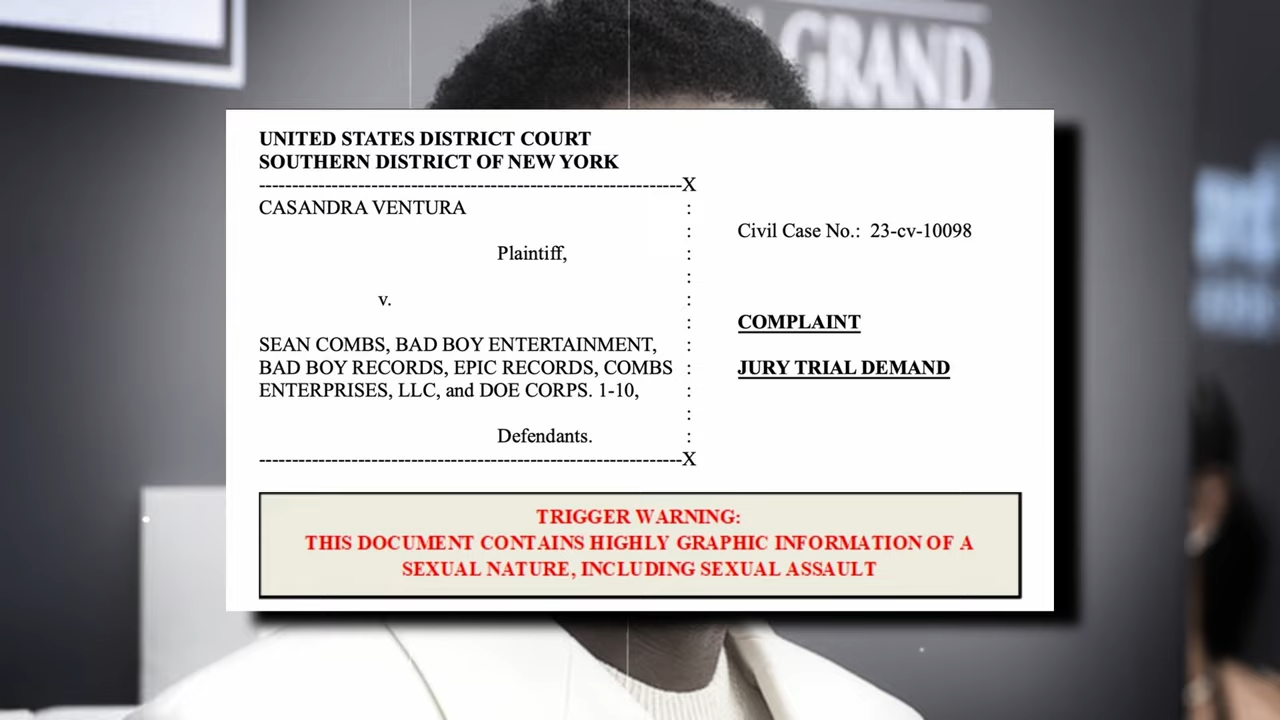 GRAND
UNITED STATES DISTRICT COURT
SOUTHERN DISTRICT OF NEW YORK
----------------------------------------------------------------X
CASANDRA VENTURA :
: Civil Case No.: 23-cv-10098
Plaintiff, :
:
v. :
: COMPLAINT
SEAN COMBS, BAD BOY ENTERTAINMENT, :
BAD BOY RECORDS, EPIC RECORDS, COMBS : JURY TRIAL DEMAND
ENTERPRISES, LLC, and DOE CORPS. 1-10, :
:
Defendants. :
----------------------------------------------------------------X
TRIGGER WARNING:
THIS DOCUMENT CONTAINS HIGHLY GRAPHIC INFORMATION OF A
SEXUAL NATURE, INCLUDING SEXUAL ASSAULT